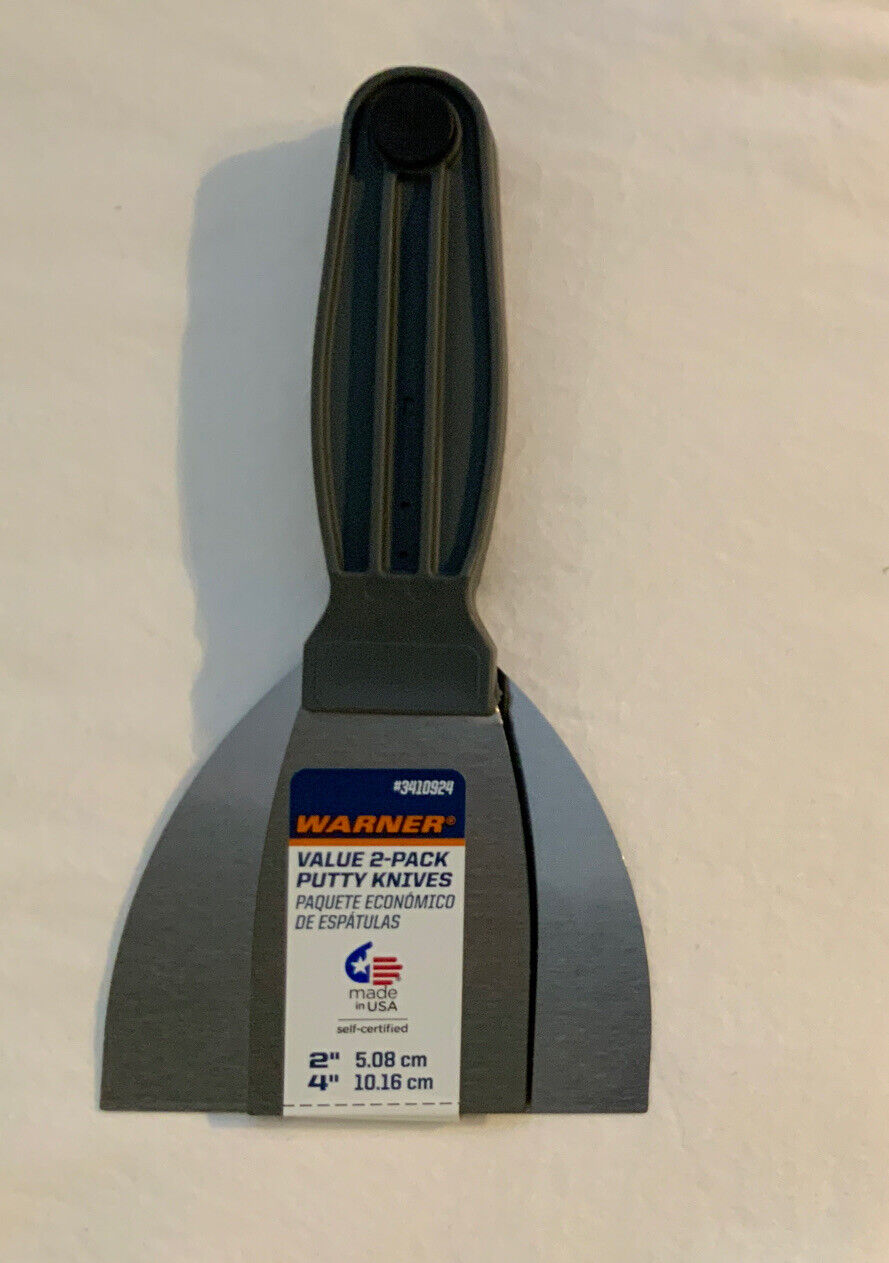 #3410924
WARNER®
VALUE 2-PACK
PUTTY KNIVES
PAQUETE ECONÓMICO
DE ESPÁTULAS
made
in USA
self-certified
2" 5.08 cm
4" 10.16 cm